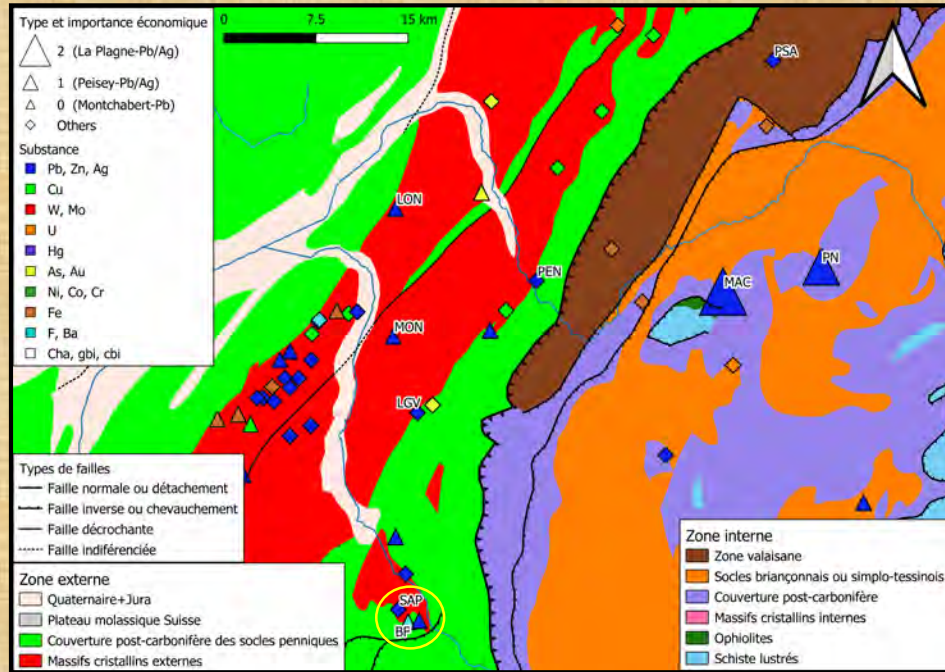 Type et importance économique
2 (La Plagne-Pb/Ag)
1 (Peisey-Pb/Ag)
0 (Montchabert-Pb)
Others
Substance
Pb, Zn, Ag
Cu
W, Mo
U
Hg
As, Au
Ni, Co, Cr
Fe
F, Ba
Cha, gbi, cbi
0 7.5 15 km
PSA
LON
PEN
PN
MAC
MON
LGV
SAP
BF
Types de failles
Faille normale ou détachement
Faille inverse ou chevauchement
Faille décrochante
Faille indiférenciée
Zone externe
Quaternaire+Jura
Plateau molassique Suisse
Couverture post-carbonifère des socles penniques
Massifs cristallins externes
Zone interne
Zone valaisane
Socles briançonnais ou simplo-tessinois
Couverture post-carbonifère
Massifs cristallins internes
Ophiolites
Schiste lustrés